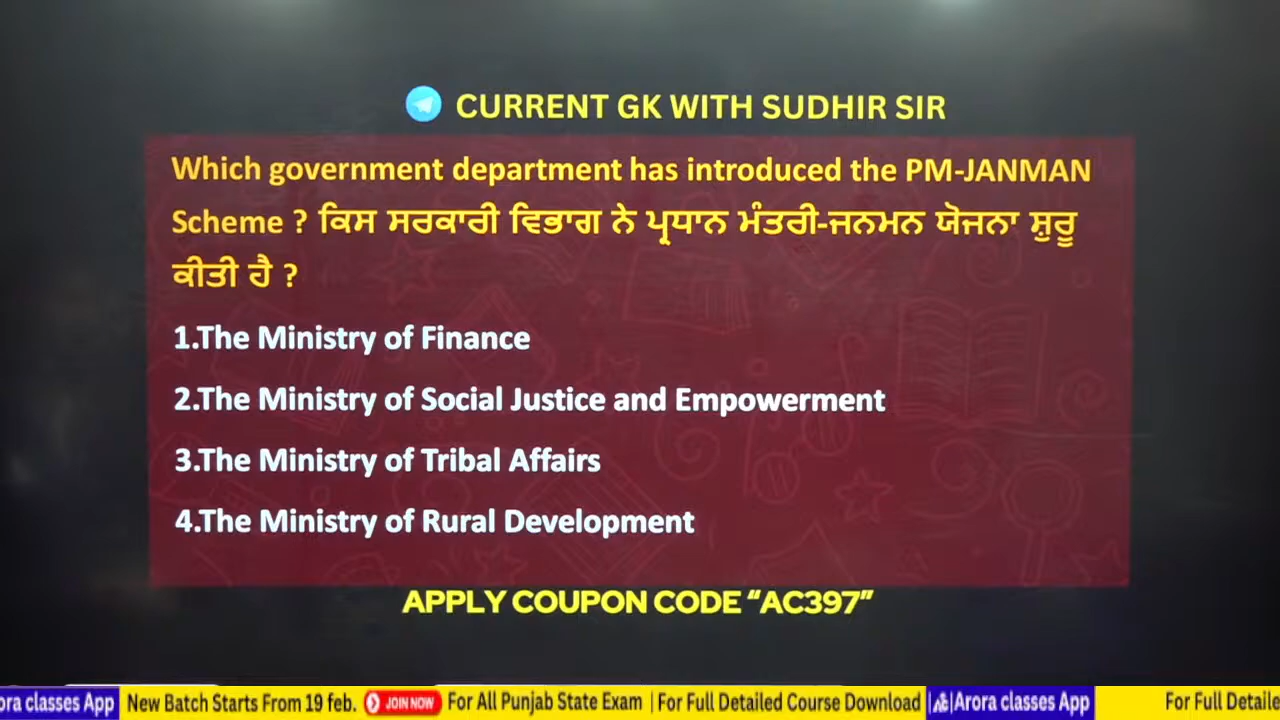 CURRENT GK WITH SUDHIR SIR
Which government department has introduced the PM-JANMAN
Scheme ? ਕਿਸ ਸਰਕਾਰੀ ਵਿਭਾਗ ਨੇ ਪ੍ਰਧਾਨ ਮੰਤਰੀ-ਜਨਮਨ ਯੋਜਨਾ ਸ਼ੁਰੂ
ਕੀਤੀ ਹੈ ?
1.The Ministry of Finance
2.The Ministry of Social Justice and Empowerment
3.The Ministry of Tribal Affairs
4.The Ministry of Rural Development
APPLY COUPON CODE “AC397”
ora classes App New Batch Starts From 19 feb. JOIN NOW For All Punjab State Exam | For Full Detailed Course Download |Arora classes App For Full Detaile